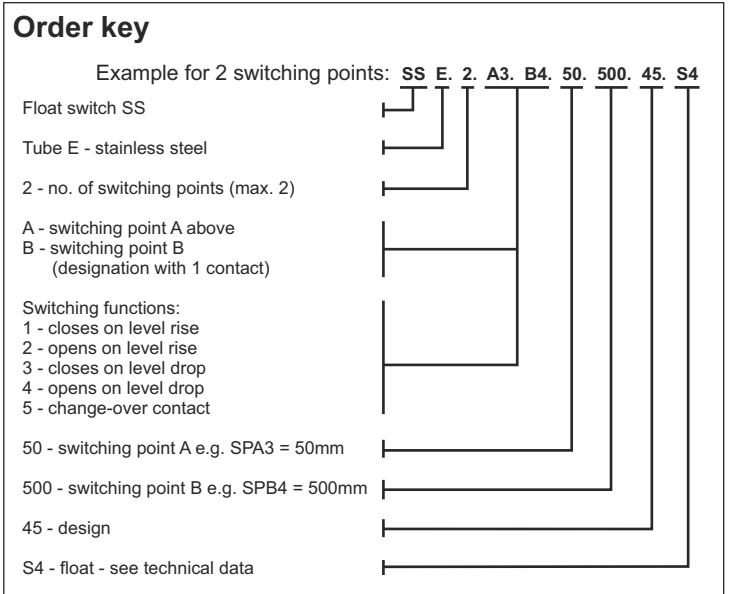 Order key
Example for 2 switching points: SS E. 2. A3. B4. 50. 500. 45. S4
Float switch SS
Tube E - stainless steel
2 - no. of switching points (max. 2)
A - switching point A above
B - switching point B
(designation with 1 contact)
Switching functions:
1 - closes on level rise
2 - opens on level rise
3 - closes on level drop
4 - opens on level drop
5 - change-over contact
50 - switching point A e.g. SPA3 = 50mm
500 - switching point B e.g. SPB4 = 500mm
45 - design
S4 - float - see technical data